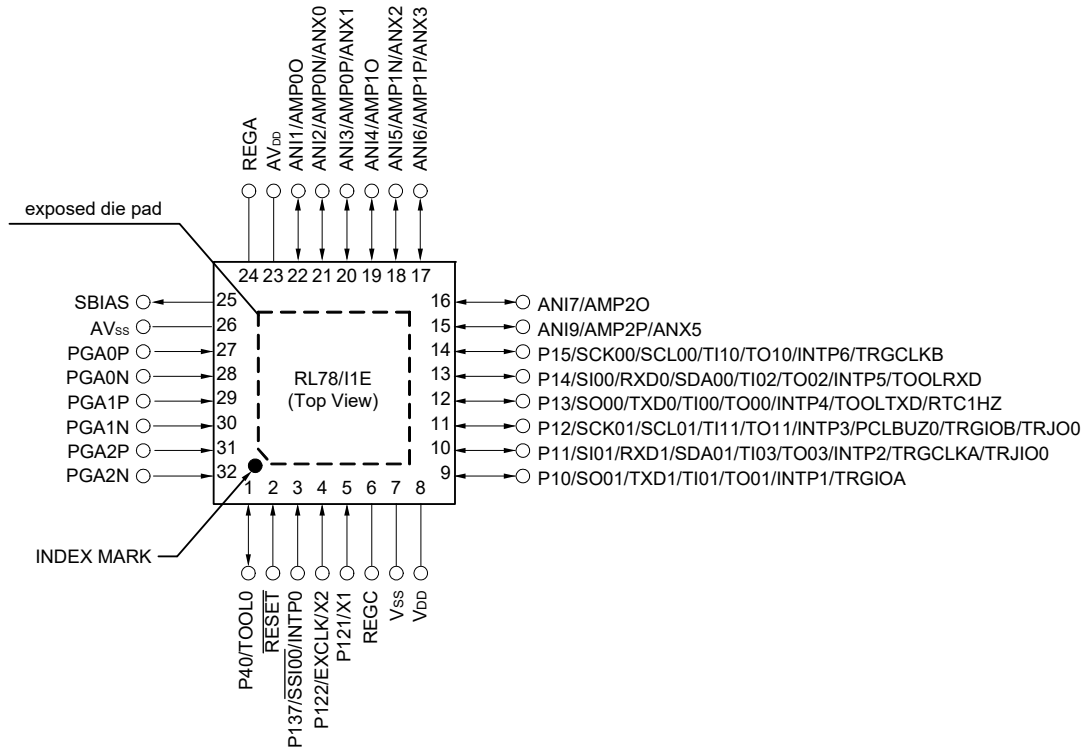 REGA
AVDD
ANI1/AMP0O
ANI2/AMP0N/ANX0
ANI3/AMP0P/ANX1
ANI4/AMP1O
ANI5/AMP1N/ANX2
ANI6/AMP1P/ANX3
exposed die pad
24 23 22 21 20 19 18 17
SBIAS 25
AVSS 26
PGA0P 27
PGA0N 28
PGA1P 29
PGA1N 30
PGA2P 31
PGA2N 32
RL78/I1E
(Top View)
16 ANI7/AMP2O
15 ANI9/AMP2P/ANX5
14 P15/SCK00/SCL00/TI10/TO10/INTP6/TRGCLKB
13 P14/SI00/RXD0/SDA00/TI02/TO02/INTP5/TOOLRXD
12 P13/SO00/TXD0/TI00/TO00/INTP4/TOOLTXD/RTC1HZ
11 P12/SCK01/SCL01/TI11/TO11/INTP3/PCLBUZ0/TRGIOB/TRJO0
10 P11/SI01/RXD1/SDA01/TI03/TO03/INTP2/TRGCLKA/TRJIO0
9 P10/SO01/TXD1/TI01/TO01/INTP1/TRGIOA
1 2 3 4 5 6 7 8
INDEX MARK
P40/TOOL0
RESET
P137/SSI00/INTP0
P122/EXCLK/X2
P121/X1
REGC
VSS
VDD